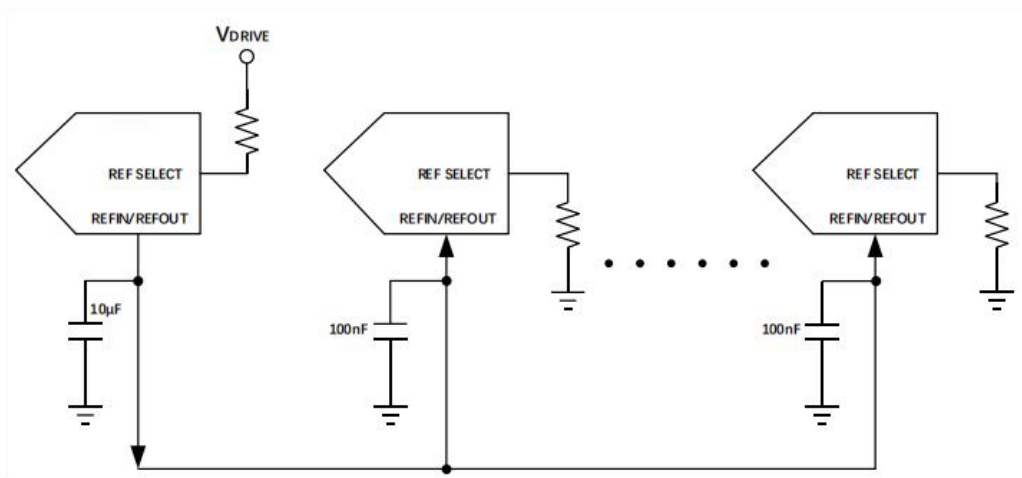 VDRIVE
REF SELECT
REFIN/REFOUT
10µF
REF SELECT
REFIN/REFOUT
100nF
REF SELECT
REFIN/REFOUT
100nF